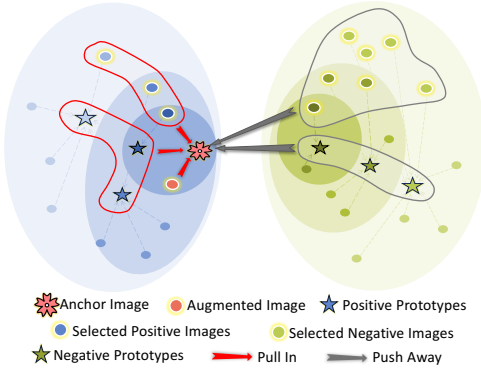 Anchor Image Augmented Image Positive Prototypes
Selected Positive Images Selected Negative Images
Negative Prototypes Pull In Push Away